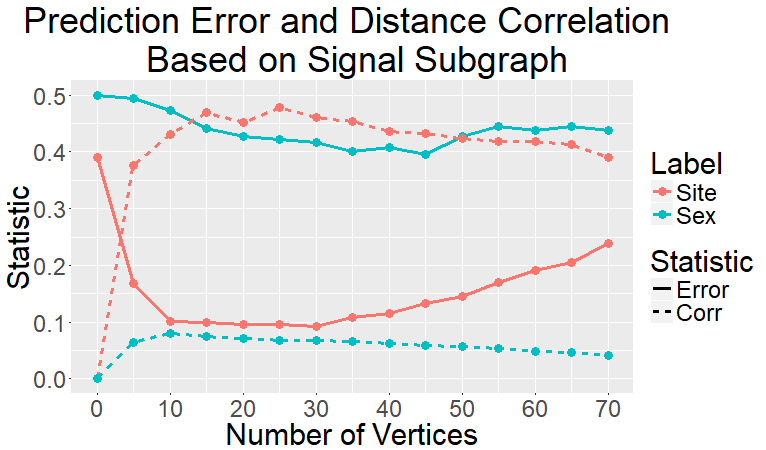 Prediction Error and Distance Correlation
Based on Signal Subgraph
0.5
0.4
0.3
0.2
0.1
0.0
Statistic
0 10 20 30 40 50 60 70
Number of Vertices
Label
Site
Sex
Statistic
Error
Corr